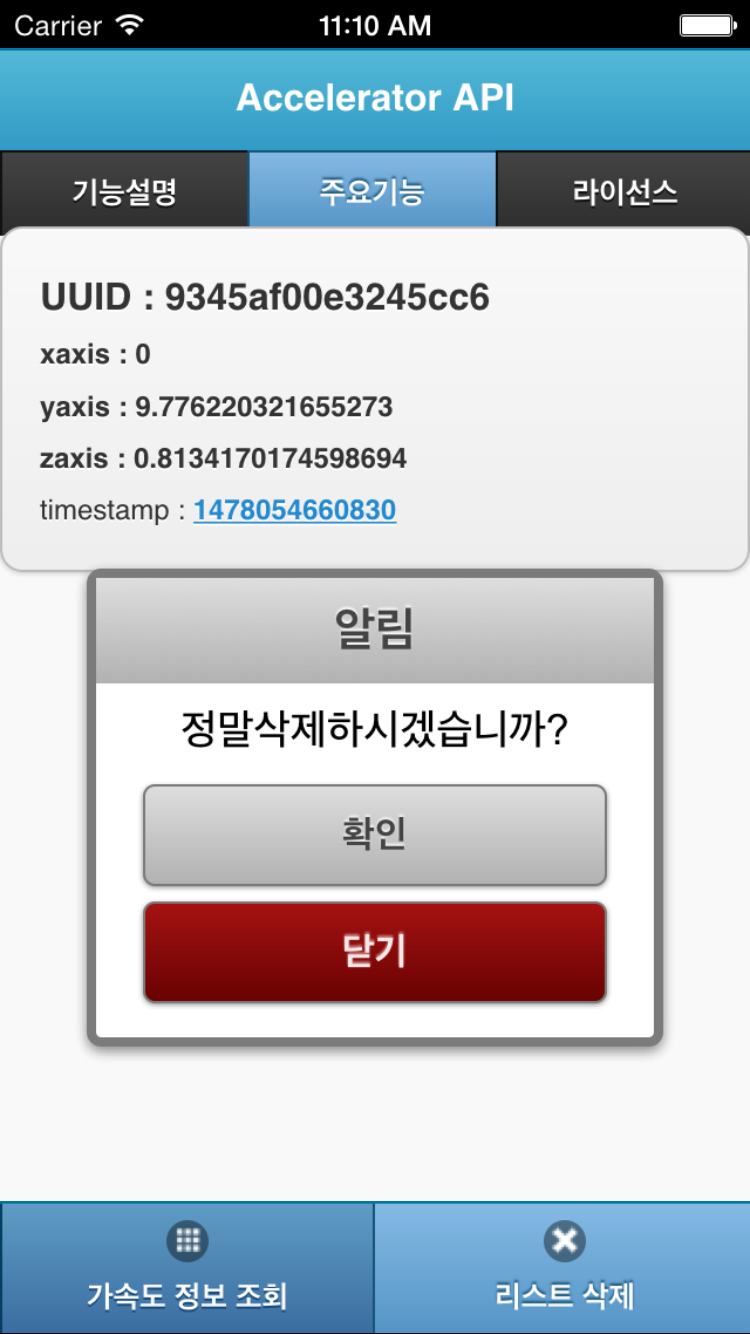 Carrier 11:10 AM
Accelerator API
기능설명 주요기능 라이선스
UUID : 9345af00e3245cc6
xaxis : 0
yaxis : 9.776220321655273
zaxis : 0.8134170174598694
timestamp : 1478054660830
알림
정말삭제하시겠습니까?
확인
닫기
가속도 정보 조회 리스트 삭제